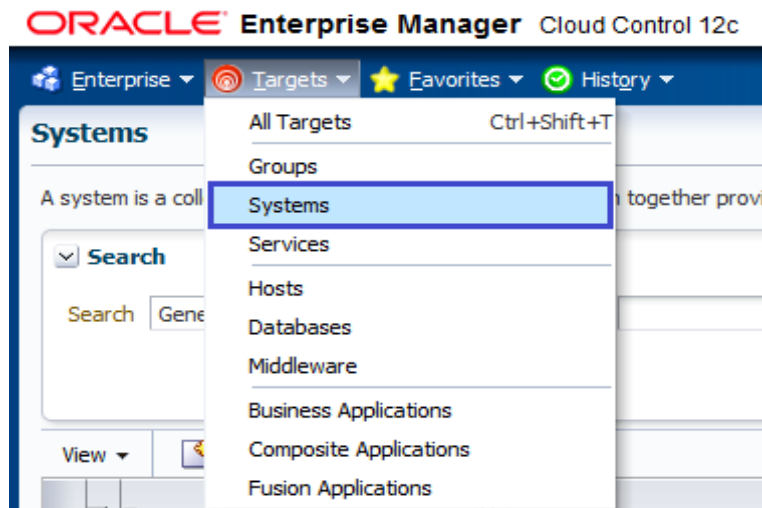 ORACLE Enterprise Manager Cloud Control 12c
Enterprise Targets Favorites History
Systems
All Targets Ctrl+Shift+T
Groups
A system is a coll together provi
Systems
Services
Search
Hosts
Search Gene
Databases
Middleware
Business Applications
View
Composite Applications
Fusion Applications